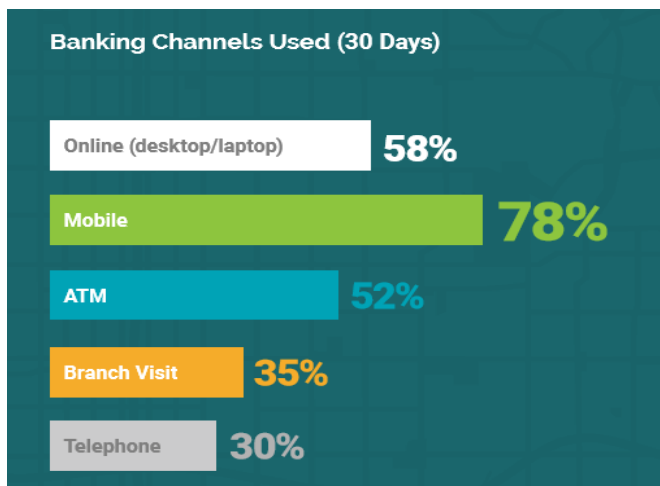 Banking Channels Used (30 Days)
Online (desktop/laptop) 58%
Mobile 78%
ATM 52%
Branch Visit 35%
Telephone 30%